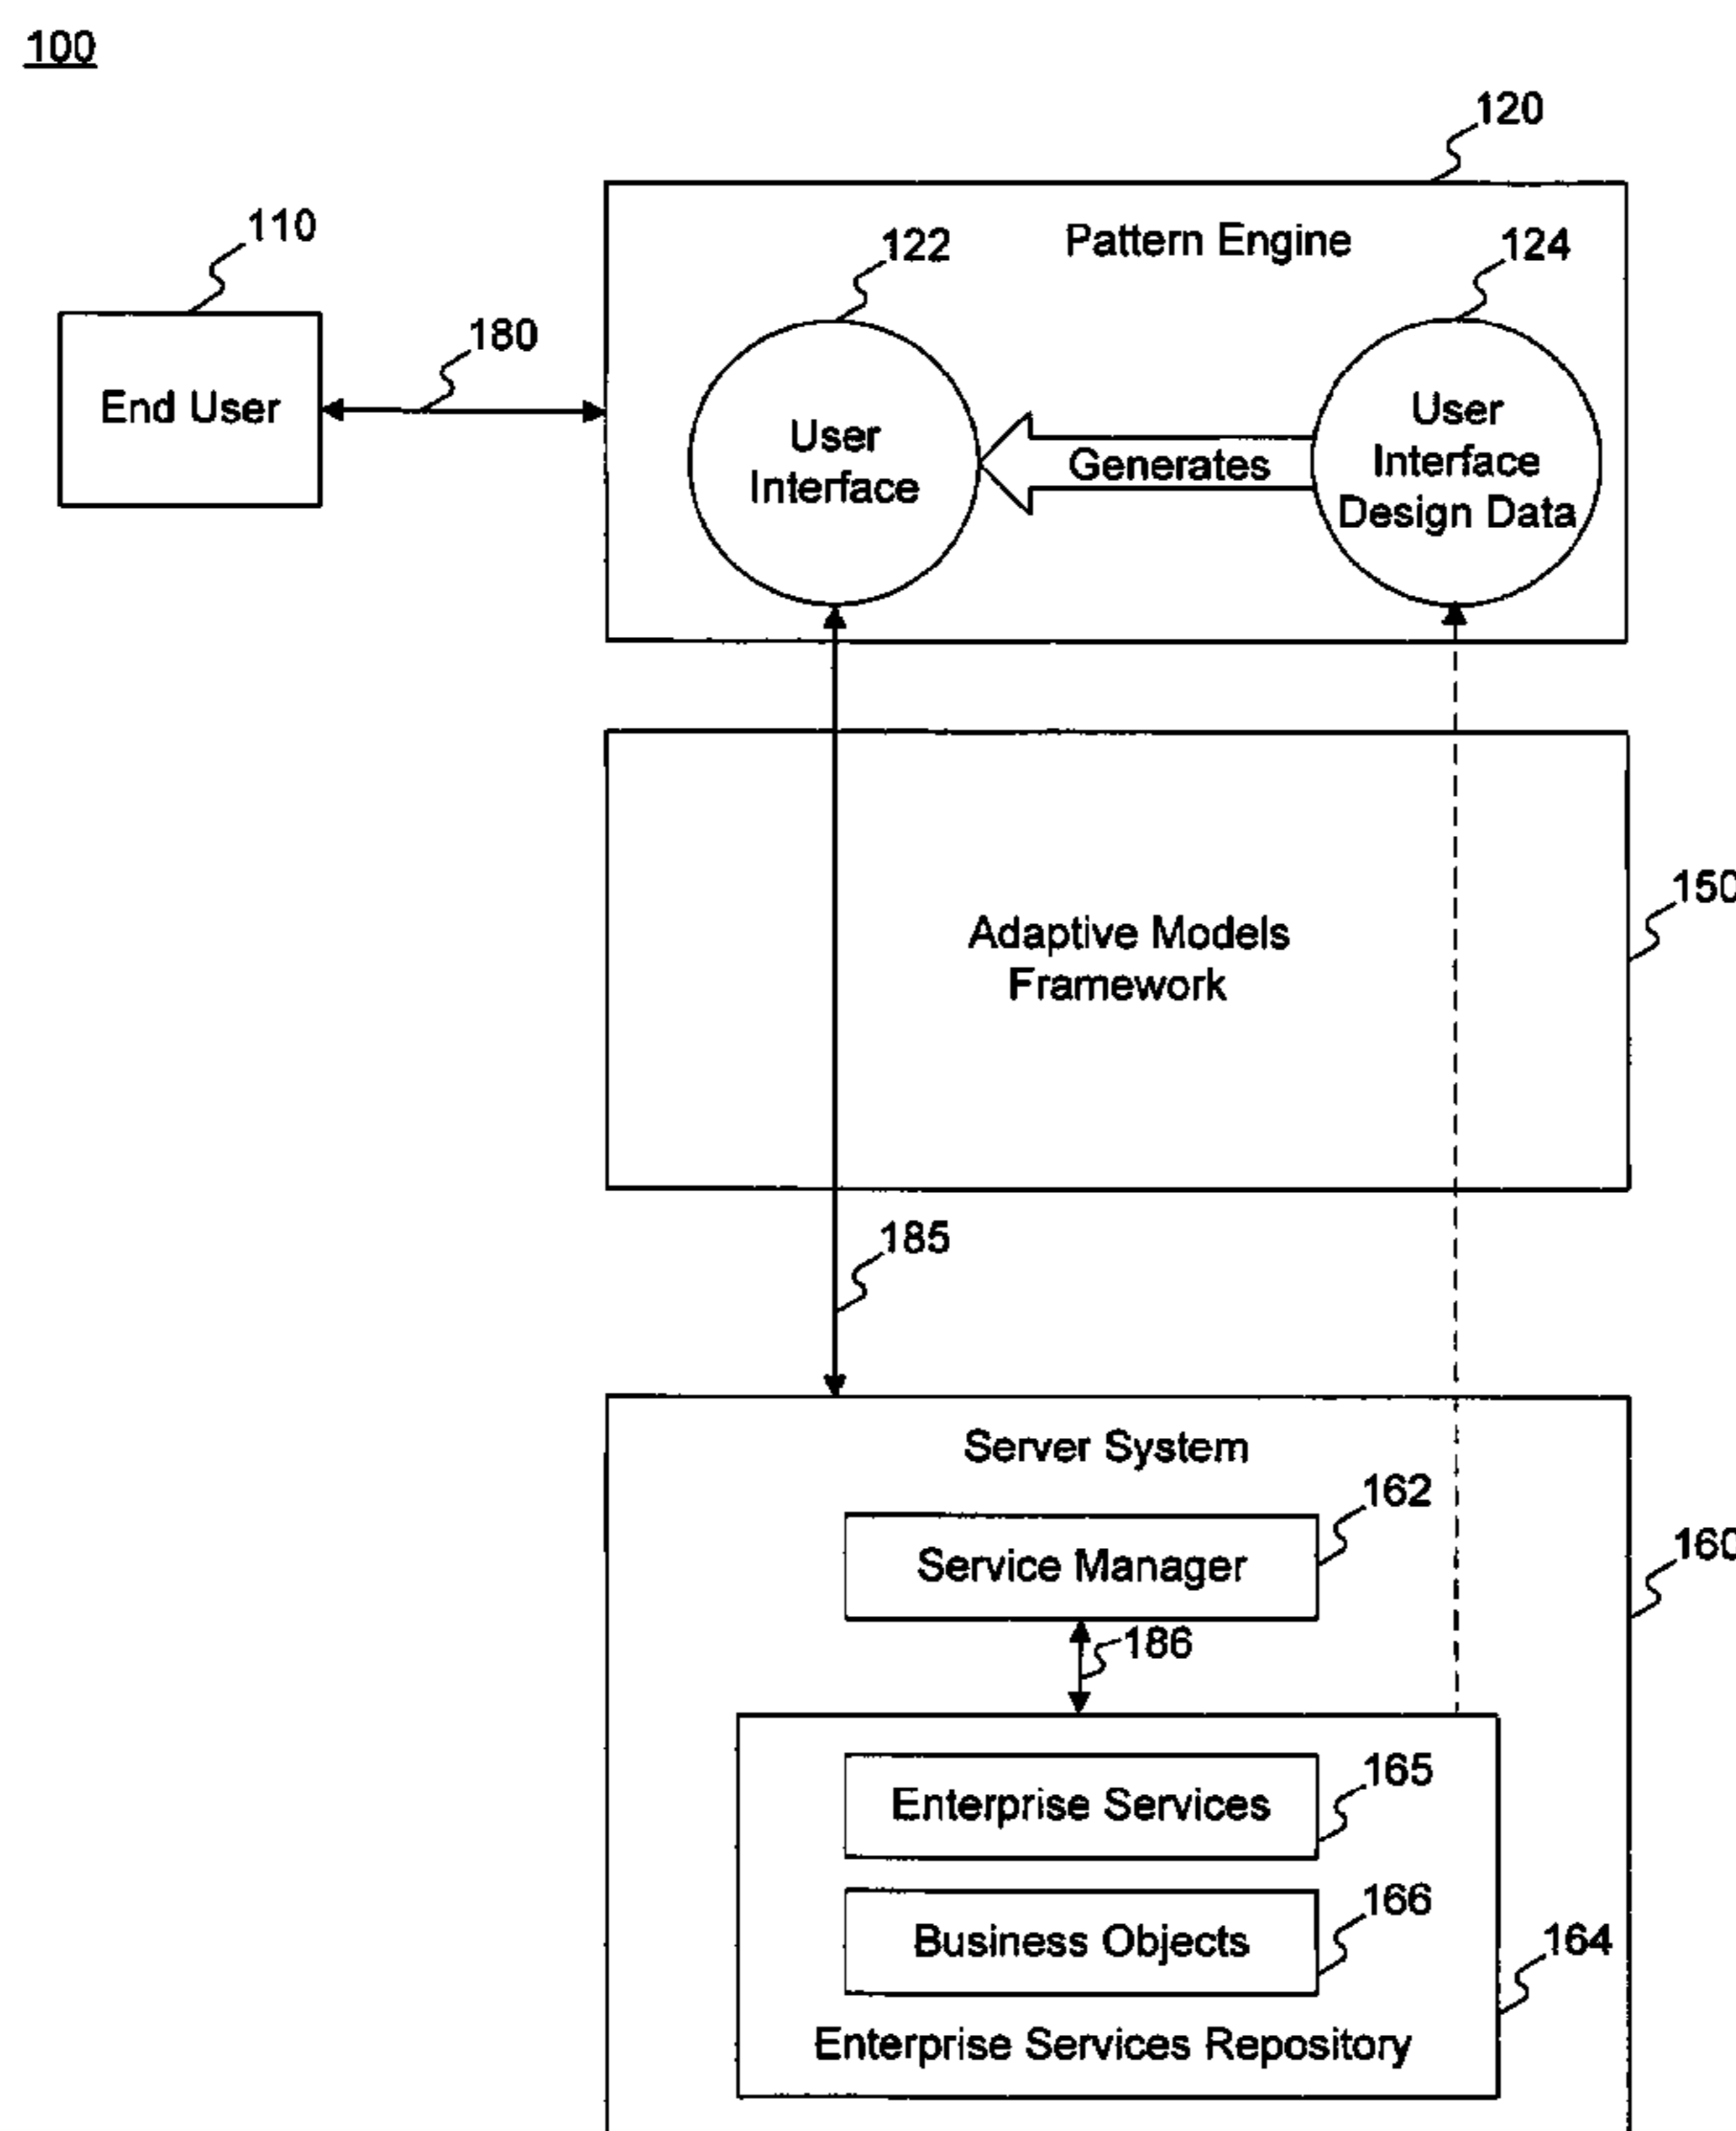 100
120
110
122
Pattern Engine
124
180
End User
User
Interface
Generates
User
Interface
Design Data
150
Adaptive Models
Framework
185
Server System
162
Service Manager
160
186
165
Enterprise Services
166
Business Objects
164
Enterprise Services Repository